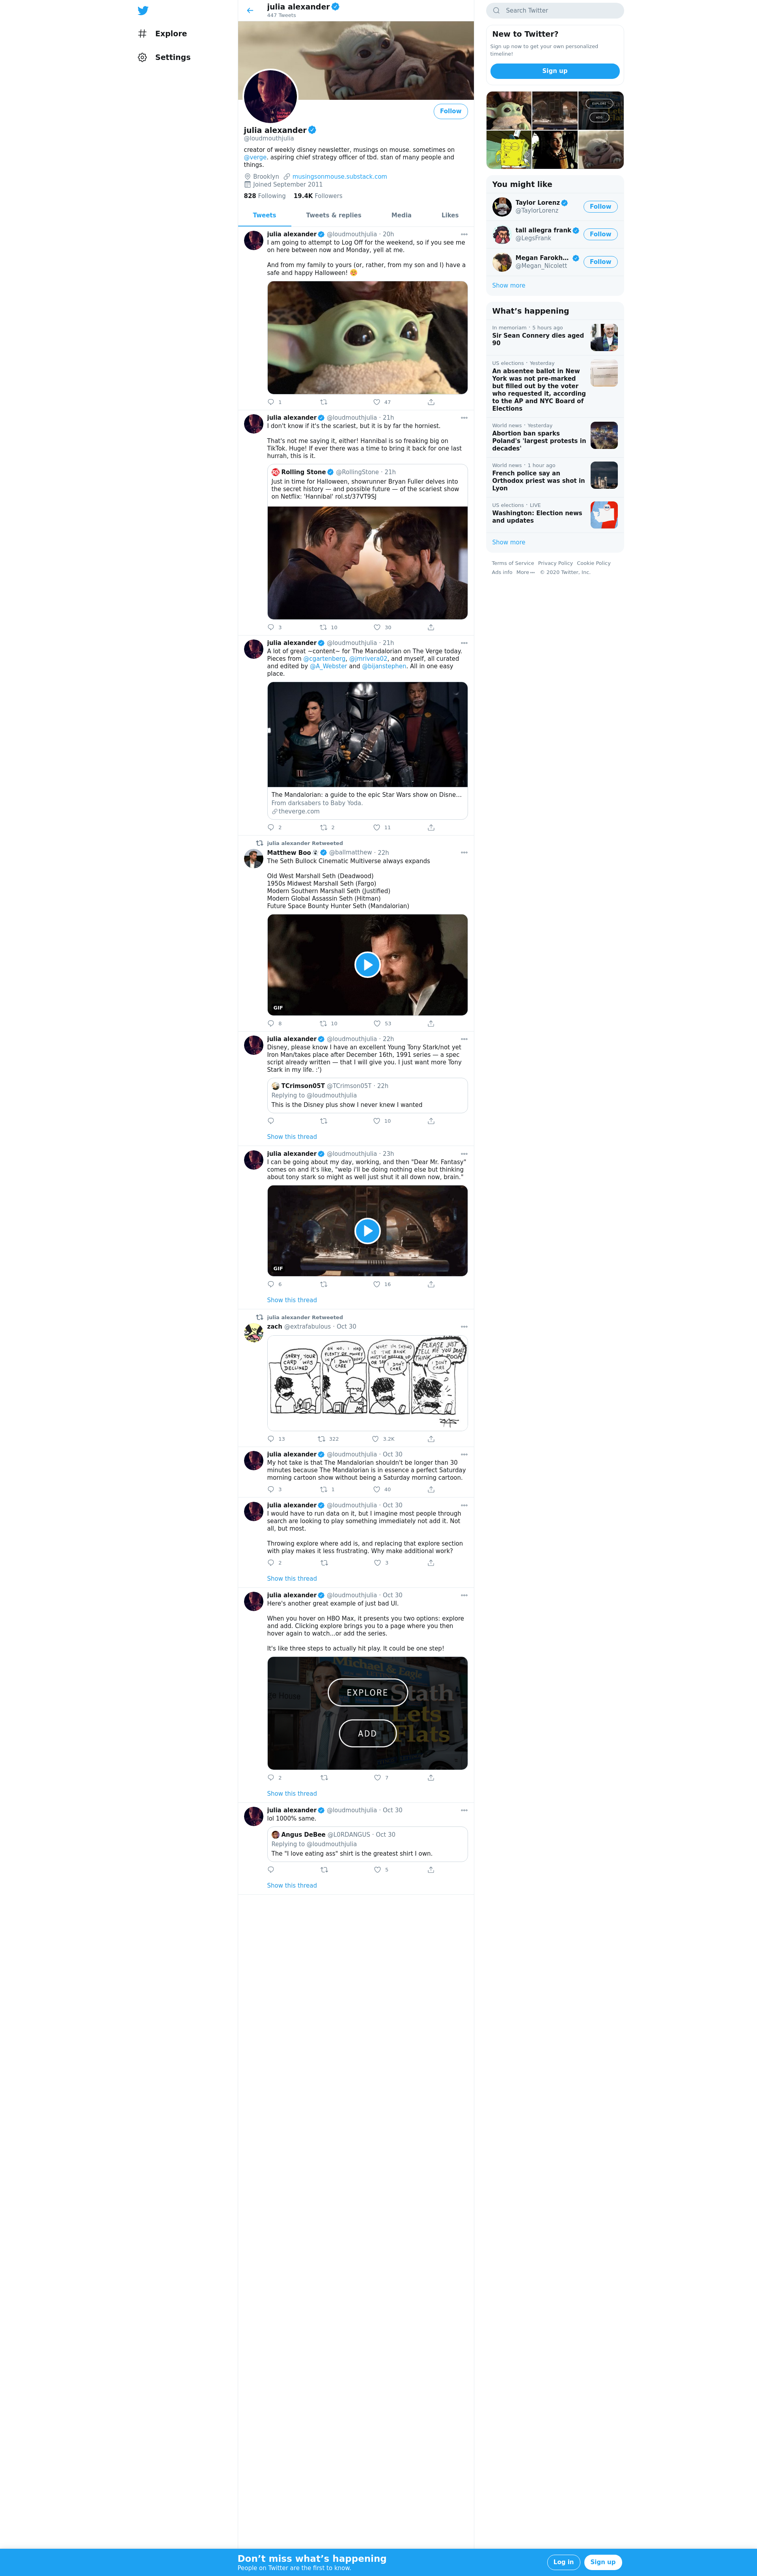 Explore
Settings
julia alexander
447 Tweets
Follow
julia alexander
@loudmouthjulia
creator of weekly disney newsletter, musings on mouse. sometimes on
@verge. aspiring chief strategy officer of tbd. stan of many people and
things.
Brooklyn musingsonmouse.substack.com
Joined September 2011
828 Following 19.4K Followers
Tweets Tweets & replies Media Likes
julia alexander @loudmouthjulia · 20h
I am going to attempt to Log Off for the weekend, so if you see me
on here between now and Monday, yell at me.
And from my family to yours (or, rather, from my son and I) have a
safe and happy Halloween! 😊
1 47
julia alexander @loudmouthjulia · 21h
I don't know if it's the scariest, but it is by far the horniest.
That's not me saying it, either! Hannibal is so freaking big on
TikTok. Huge! If ever there was a time to bring it back for one last
hurrah, this is it.
Rolling Stone @RollingStone · 21h
Just in time for Halloween, showrunner Bryan Fuller delves into
the secret history — and possible future — of the scariest show
on Netflix: 'Hannibal' rol.st/37VT9SJ
3 10 30
julia alexander @loudmouthjulia · 21h
A lot of great ~content~ for The Mandalorian on The Verge today.
Pieces from @cgartenberg, @jmrivera02, and myself, all curated
and edited by @A_Webster and @bijanstephen. All in one easy
place.
The Mandalorian: a guide to the epic Star Wars show on Disne...
From darksabers to Baby Yoda.
theverge.com
2 2 11
julia alexander Retweeted
Matthew Boo @ballmatthew · 22h
The Seth Bullock Cinematic Multiverse always expands
Old West Marshall Seth (Deadwood)
1950s Midwest Marshall Seth (Fargo)
Modern Southern Marshall Seth (Justified)
Modern Global Assassin Seth (Hitman)
Future Space Bounty Hunter Seth (Mandalorian)
GIF
8 10 53
julia alexander @loudmouthjulia · 22h
Disney, please know I have an excellent Young Tony Stark/not yet
Iron Man/takes place after December 16th, 1991 series — a spec
script already written — that I will give you. I just want more Tony
Stark in my life. :')
TCrimson05T @TCrimson05T · 22h
Replying to @loudmouthjulia
This is the Disney plus show I never knew I wanted
10
Show this thread
julia alexander @loudmouthjulia · 23h
I can be going about my day, working, and then "Dear Mr. Fantasy"
comes on and it's like, "welp I'll be doing nothing else but thinking
about tony stark so might as well just shut it all down now, brain."
GIF
6 16
Show this thread
julia alexander Retweeted
zach @extrafabulous · Oct 30
SORRY, YOUR CARD WAS DECLINED
I DON'T CARE
I DON'T CARE
I DON'T CARE
13 322 3.2K
julia alexander @loudmouthjulia · Oct 30
My hot take is that The Mandalorian shouldn't be longer than 30
minutes because The Mandalorian is in essence a perfect Saturday
morning cartoon show without being a Saturday morning cartoon.
3 1 40
julia alexander @loudmouthjulia · Oct 30
I would have to run data on it, but I imagine most people through
search are looking to play something immediately not add it. Not
all, but most.
Throwing explore where add is, and replacing that explore section
with play makes it less frustrating. Why make additional work?
2 3
Show this thread
julia alexander @loudmouthjulia · Oct 30
Here's another great example of just bad UI.
When you hover on HBO Max, it presents you two options: explore
and add. Clicking explore brings you to a page where you then
hover again to watch...or add the series.
It's like three steps to actually hit play. It could be one step!
Michael & Eagle
EXPLORE
Stath
Lets
Flats
ADD
2 7
Show this thread
julia alexander @loudmouthjulia · Oct 30
lol 1000% same.
Angus DeBee @L0RDANGUS · Oct 30
Replying to @loudmouthjulia
The "I love eating ass" shirt is the greatest shirt I own.
5
Show this thread
Search Twitter
New to Twitter?
Sign up now to get your own personalized
timeline!
Sign up
EXPLORE
ADD
You might like
Taylor Lorenz
@TaylorLorenz
Follow
tall allegra frank
@LegsFrank
Follow
Megan Farokh...
@Megan_Nicolett
Follow
Show more
What's happening
In memoriam · 5 hours ago
Sir Sean Connery dies aged
90
US elections · Yesterday
An absentee ballot in New
York was not pre-marked
but filled out by the voter
who requested it, according
to the AP and NYC Board of
Elections
World news · Yesterday
Abortion ban sparks
Poland's 'largest protests in
decades'
World news · 1 hour ago
French police say an
Orthodox priest was shot in
Lyon
US elections · LIVE
Washington: Election news
and updates
Show more
Terms of Service Privacy Policy Cookie Policy
Ads info More © 2020 Twitter, Inc.
Don't miss what's happening
People on Twitter are the first to know.
Log in Sign up